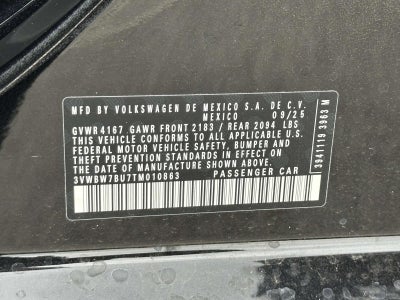 MFD BY VOLKSWAGEN DE MEXICO S.A. DE C.V.
MEXICO 09/25
GVWR 4167 GAWR FRONT 2183 / REAR 2094 LBS
THIS VEHICLE CONFORMS TO ALL APPLICABLE U.S.
FEDERAL MOTOR VEHICLE SAFETY, BUMPER AND
THEFT PREVENTION STANDARDS IN EFFECT ON
THE DATE OF MANUFACTURE SHOWN ABOVE.
3VWBW7BU7TM010863 PASSENGER CAR
3941119 3963 M